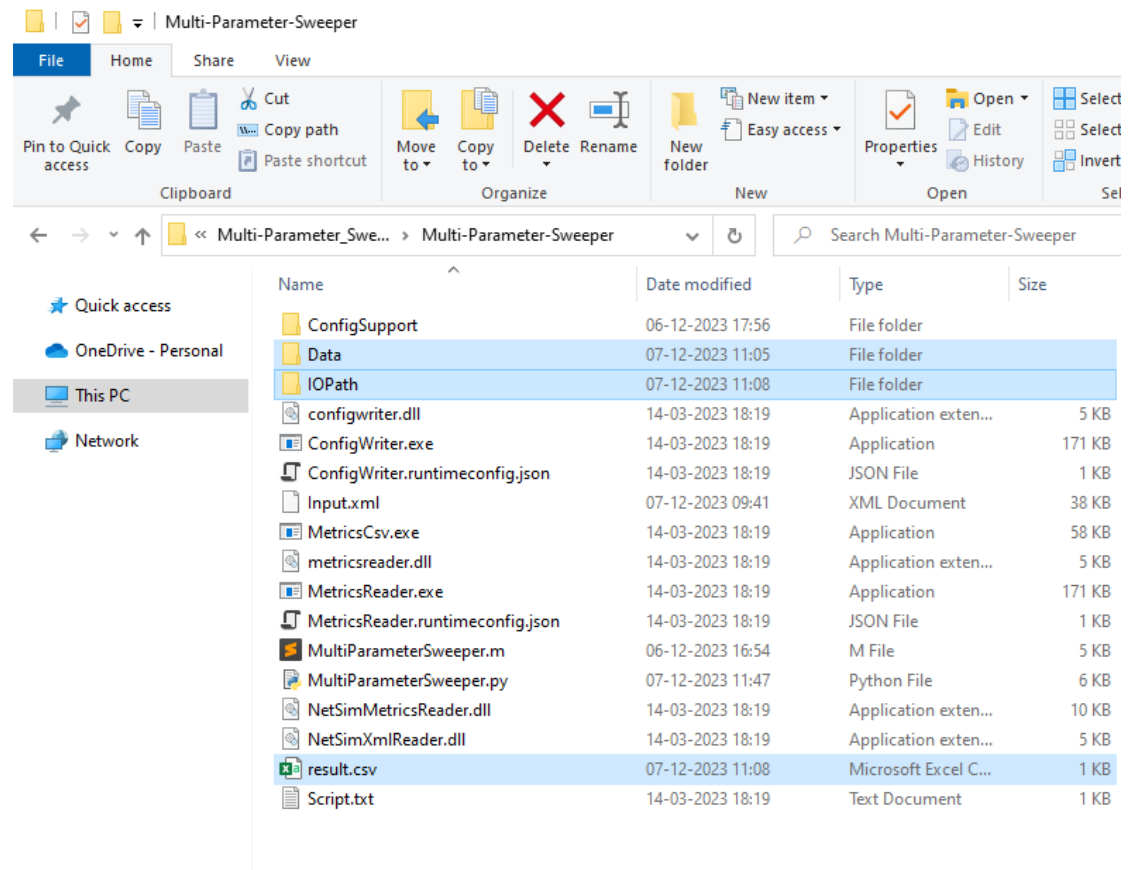 Multi-Parameter-Sweeper
File Home Share View
Pin to Quick access
Copy
Paste
Cut
Copy path
Paste shortcut
Clipboard
Move to
Copy to
Delete
Rename
Organize
New folder
New item
Easy access
New
Properties
Open
Edit
History
Open
Select
Select
Invert
Sel
« Multi-Parameter_Swe... › Multi-Parameter-Sweeper
Search Multi-Parameter-Sweeper
Quick access
OneDrive - Personal
This PC
Network
Name Date modified Type Size
ConfigSupport 06-12-2023 17:56 File folder
Data 07-12-2023 11:05 File folder
IOPath 07-12-2023 11:08 File folder
configwriter.dll 14-03-2023 18:19 Application exten... 5 KB
ConfigWriter.exe 14-03-2023 18:19 Application 171 KB
ConfigWriter.runtimeconfig.json 14-03-2023 18:19 JSON File 1 KB
Input.xml 07-12-2023 09:41 XML Document 38 KB
MetricsCsv.exe 14-03-2023 18:19 Application 58 KB
metricsreader.dll 14-03-2023 18:19 Application exten... 5 KB
MetricsReader.exe 14-03-2023 18:19 Application 171 KB
MetricsReader.runtimeconfig.json 14-03-2023 18:19 JSON File 1 KB
MultiParameterSweeper.m 06-12-2023 16:54 M File 5 KB
MultiParameterSweeper.py 07-12-2023 11:47 Python File 6 KB
NetSimMetricsReader.dll 14-03-2023 18:19 Application exten... 10 KB
NetSimXmlReader.dll 14-03-2023 18:19 Application exten... 5 KB
result.csv 07-12-2023 11:08 Microsoft Excel C... 1 KB
Script.txt 14-03-2023 18:19 Text Document 1 KB